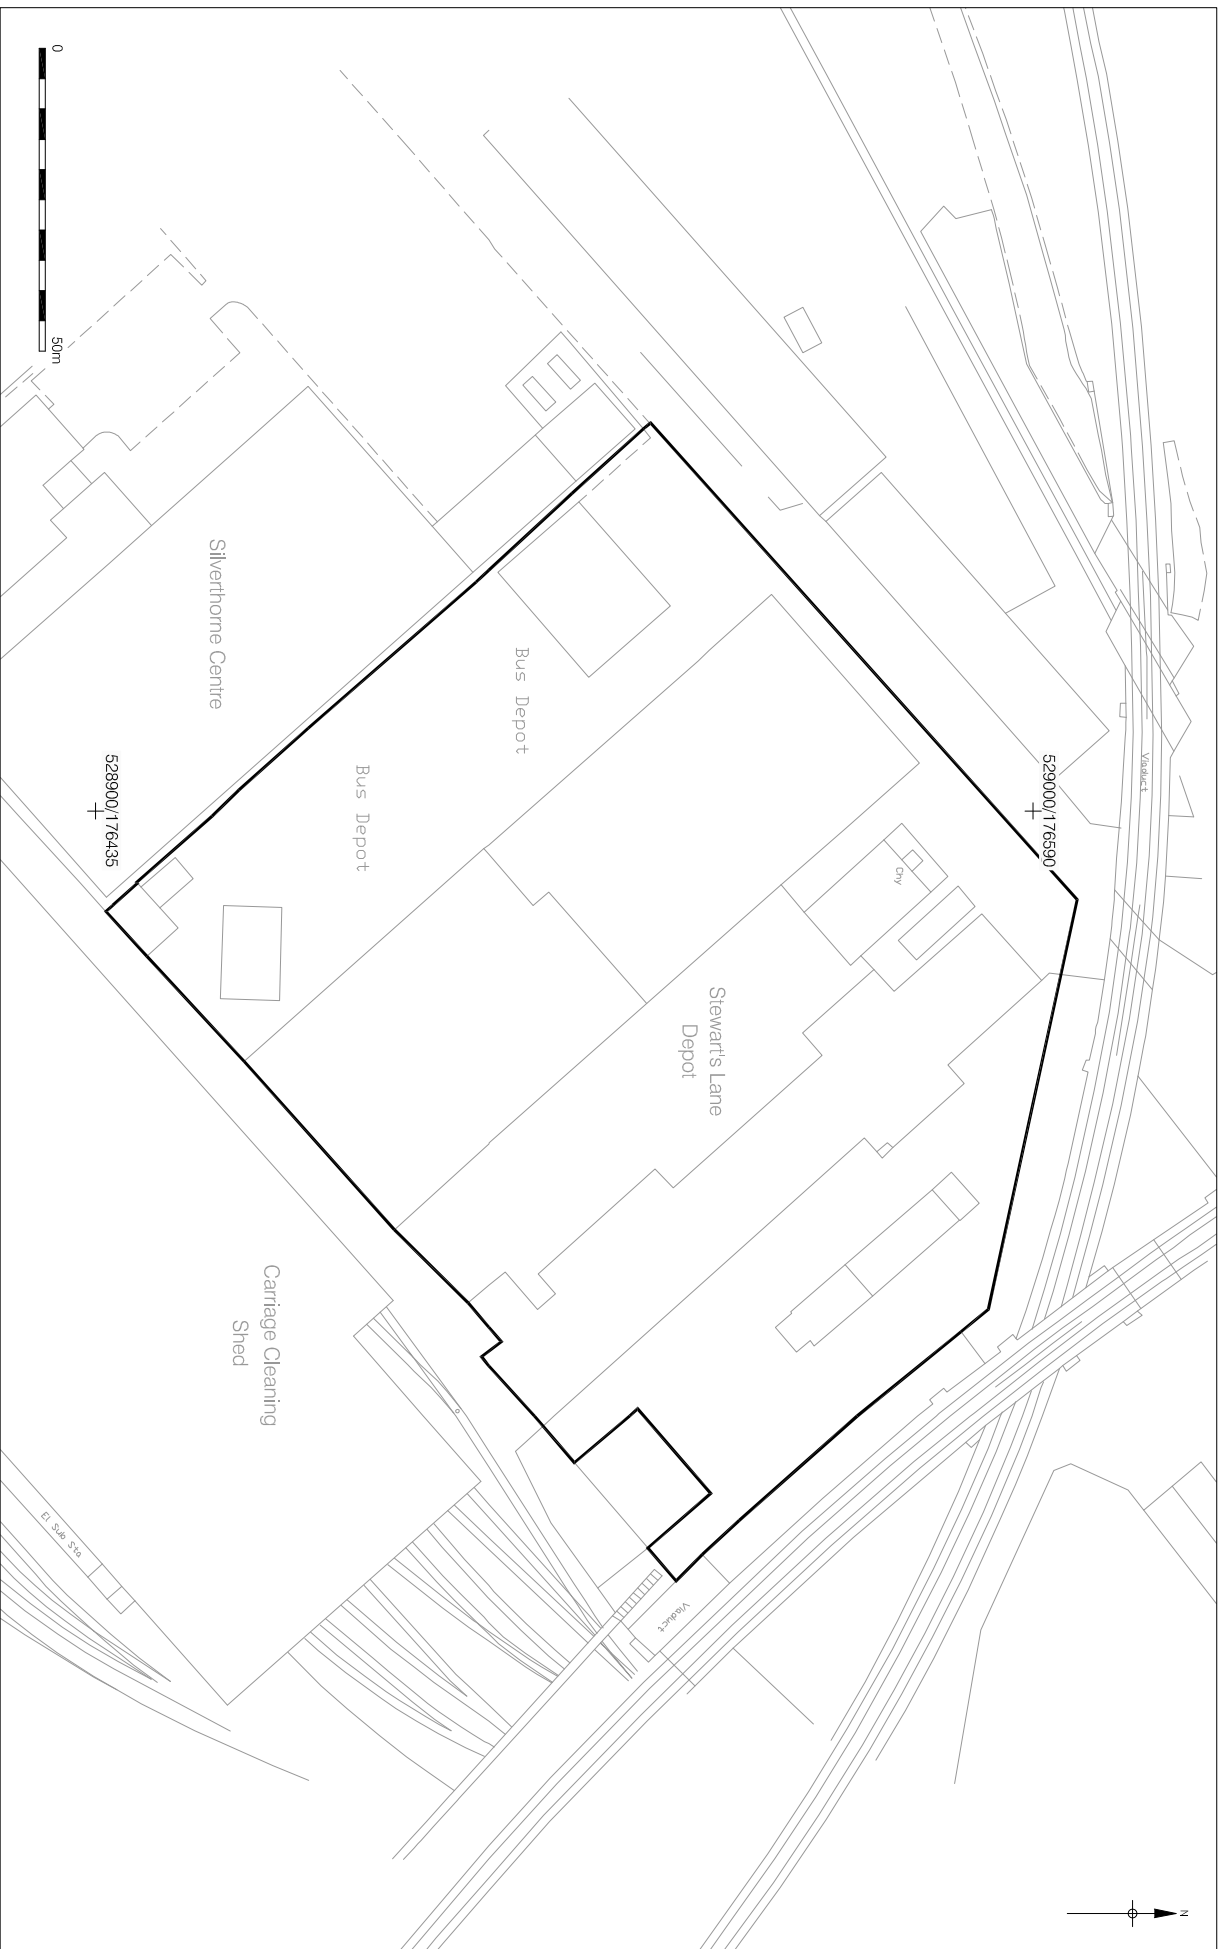 N
Viaduct
529000/176590
Chy
Stewart's Lane
Depot
Bus Depot
Bus Depot
Silverthorne Centre
528900/176435
Carriage Cleaning
Shed
Viaduct
El Sub Sta
0
50m